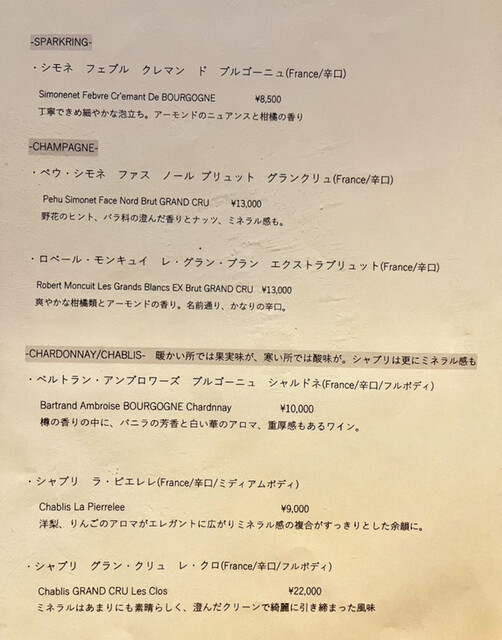 -SPARKRING-
・シモネ　フェブル　クレマン　ド　ブルゴーニュ(France/辛口)
Simonenet Febvre Cr'emant De BOURGOGNE　¥8,500
丁寧できめ細やかな泡立ち。アーモンドのニュアンスと柑橘の香り
-CHAMPAGNE-
・ペウ・シモネ　ファス　ノール ブリュット　グランクリュ(France/辛口)
Pehu Simonet Face Nord Brut GRAND CRU　¥13,000
野花のヒント、バラ科の澄んだ香りとナッツ、ミネラル感も。
・ロベール・モンキュイ　レ・グラン・ブラン　エクストラブリュット(France/辛口)
Robert Moncuit Les Grands Blancs EX Brut GRAND CRU　¥13,000
爽やかな柑橘類とアーモンドの香り。名前通り、かなりの辛口。
-CHARDONNAY/CHABLIS-　暖かい所では果実味が、寒い所では酸味が。シャブリは更にミネラル感も
・ベルトラン・アンブロワーズ　ブルゴーニュ　シャルドネ(France/辛口/フルボディ)
Bartrand Ambroise BOURGOGNE Chardnnay　¥10,000
樽の香りの中に、バニラの芳香と白い華のアロマ、重厚感もあるワイン。
・シャブリ　ラ・ピエレレ(France/辛口/ミディアムボディ)
Chablis La Pierrelee　¥9,000
洋梨、りんごのアロマがエレガントに広がりミネラル感の複合がすっきりとした余韻に。
・シャブリ　グラン・クリュ　レ・クロ(France/辛口/フルボディ)
Chablis GRAND CRU Les Clos　¥22,000
ミネラルはあまりにも素晴らしく、澄んだクリーンで綺麗に引き締まった風味